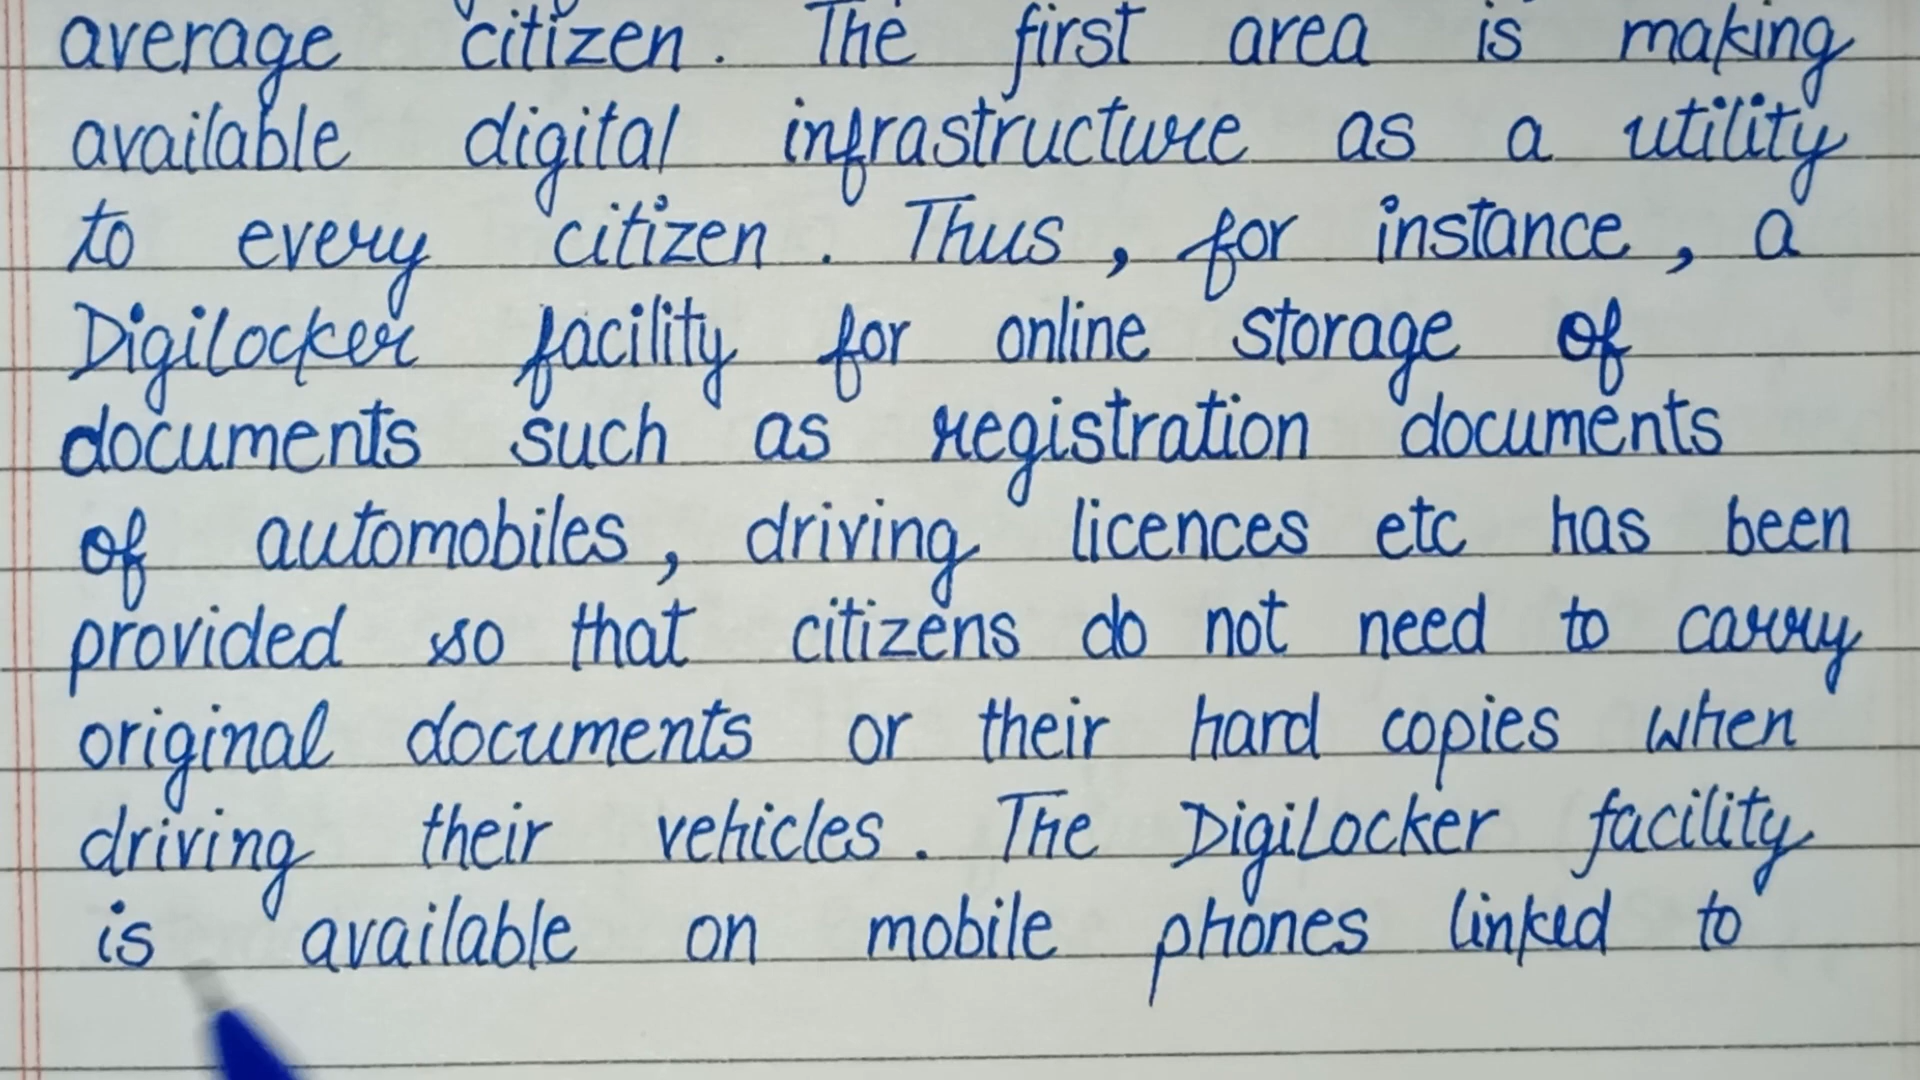 average citizen. The first area is making
available digital infrastructure as a utility
to every citizen. Thus, for instance, a
Digilocker facility for online storage of
documents such as registration documents
of automobiles, driving licences etc has been
provided so that citizens do not need to carry
original documents or their hard copies when
driving their vehicles. The DigiLocker facility
is available on mobile phones linked to